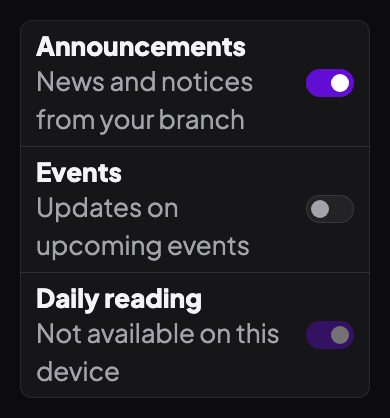 Announcements
News and notices
from your branch
Events
Updates on
upcoming events
Daily reading
Not available on this
device